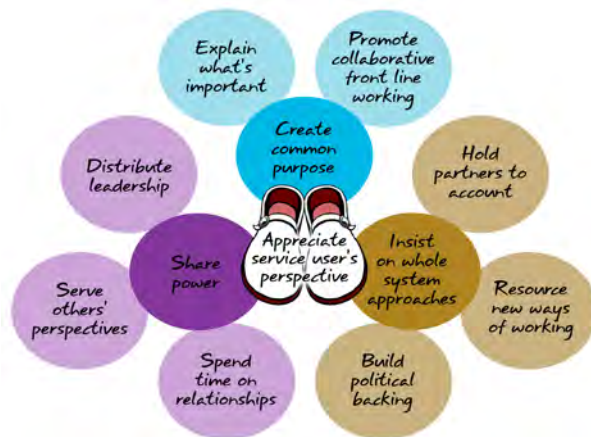 Explain
what's
important
Promote
collaborative
front line
working
Create
common
purpose
Distribute
leadership
Hold
partners to
account
Share
power
Appreciate
service user's
perspective
Insist
on whole
system
approaches
Serve
others'
perspectives
Resource
new ways
of working
Spend
time on
relationships
Build
political
backing